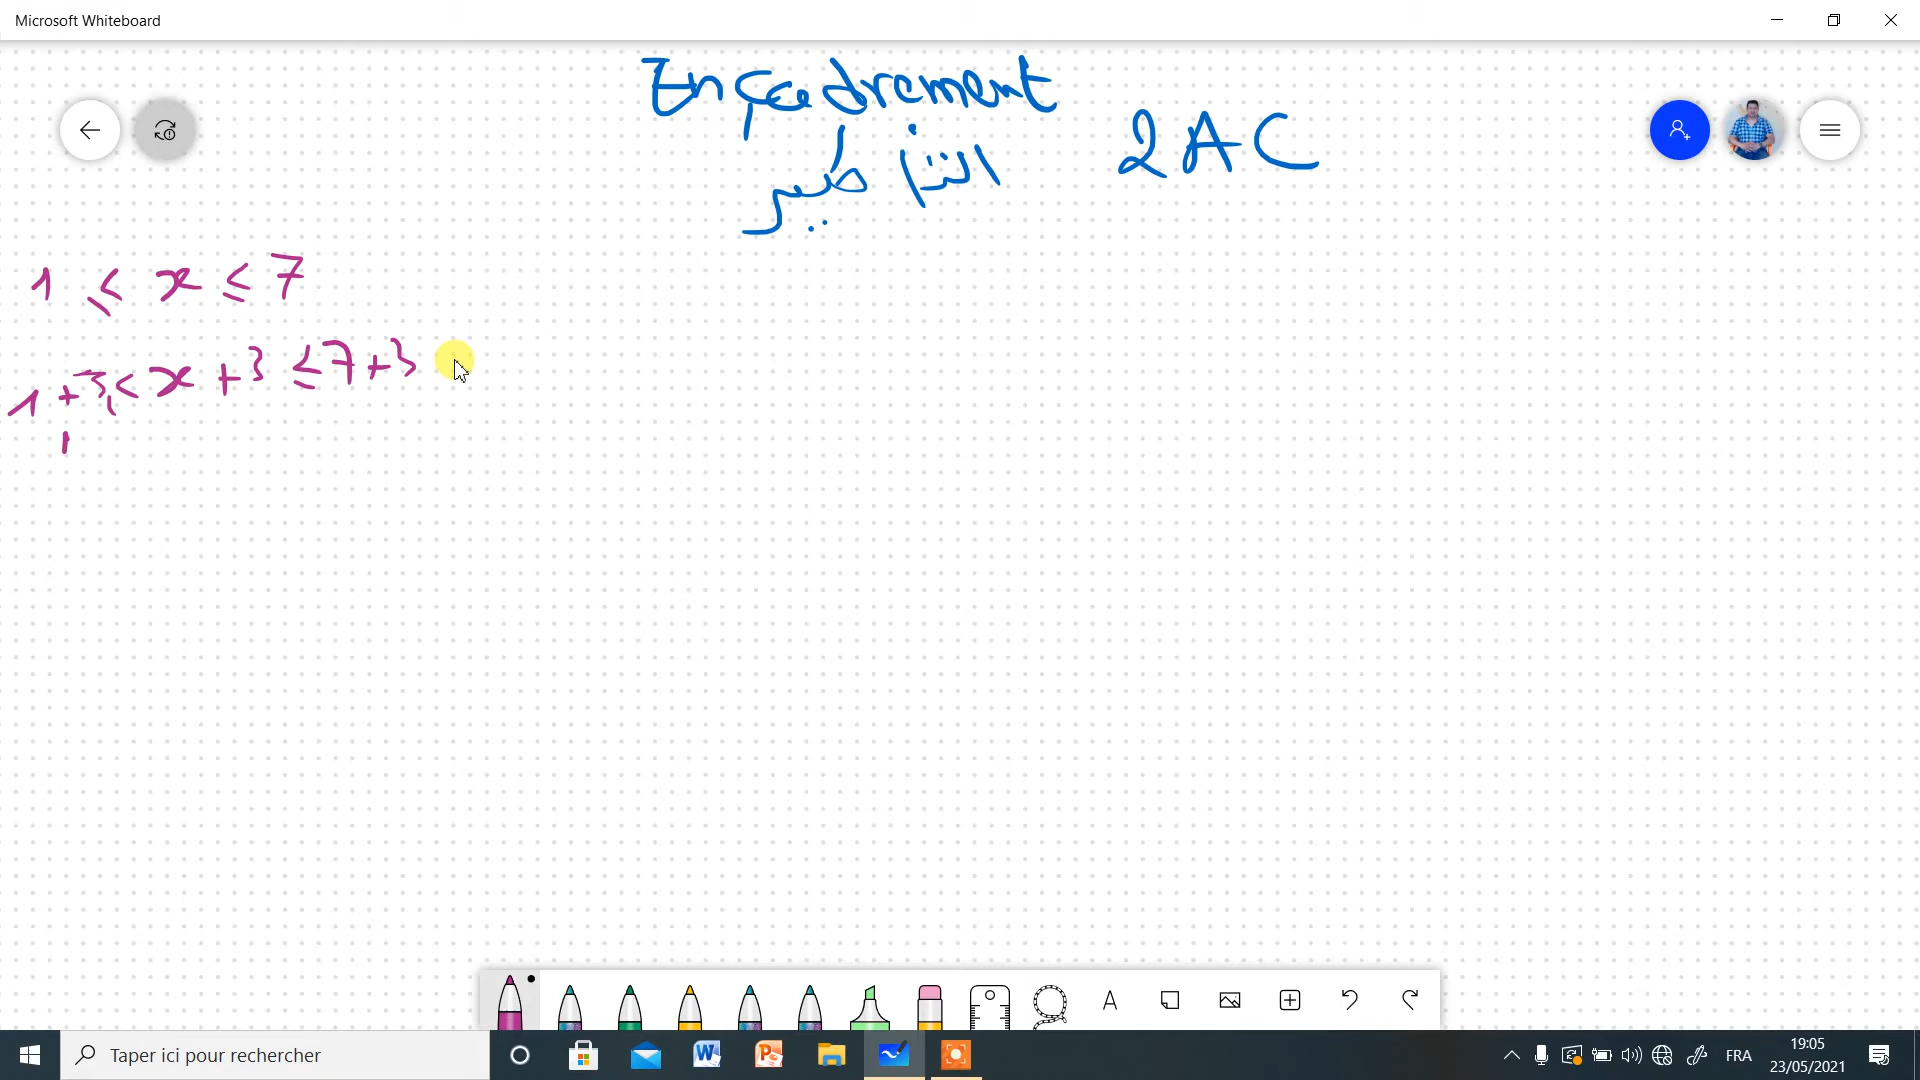 Microsoft Whiteboard
Encadrement
التأطير
2AC
1 ≤ x ≤ 7
1 + 3 ≤ x + 3 ≤ 7 + 3
Taper ici pour rechercher
FRA
19:05
23/05/2021